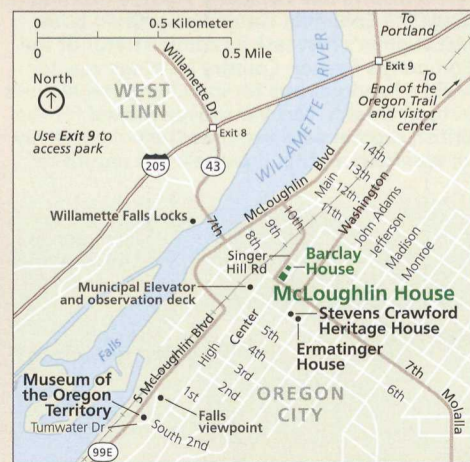 0
0.5 Kilometer
0
0.5 Mile
To
Portland
North
Use Exit 9 to
access park
WEST
LINN
Willamette Dr
WILLAMETTE
RIVER
Exit 9
Exit 8
To
End of the
Oregon Trail
and visitor
center
205
43
McLoughlin Blvd
14th
13th
12th
11th
Main
10th
9th
8th
7th
Washington
John Adams
Jefferson
Madison
Monroe
Willamette Falls Locks
Singer
Hill Rd
Barclay
House
McLoughlin House
Municipal Elevator
and observation deck
Stevens Crawford
Heritage House
Ermatinger
House
Falls
S McLoughlin Blvd
High
Center
5th
4th
3rd
2nd
1st
South 2nd
7th
6th
Molalla
OREGON
CITY
Museum of
the Oregon
Territory
Tumwater Dr
Falls
viewpoint
99E